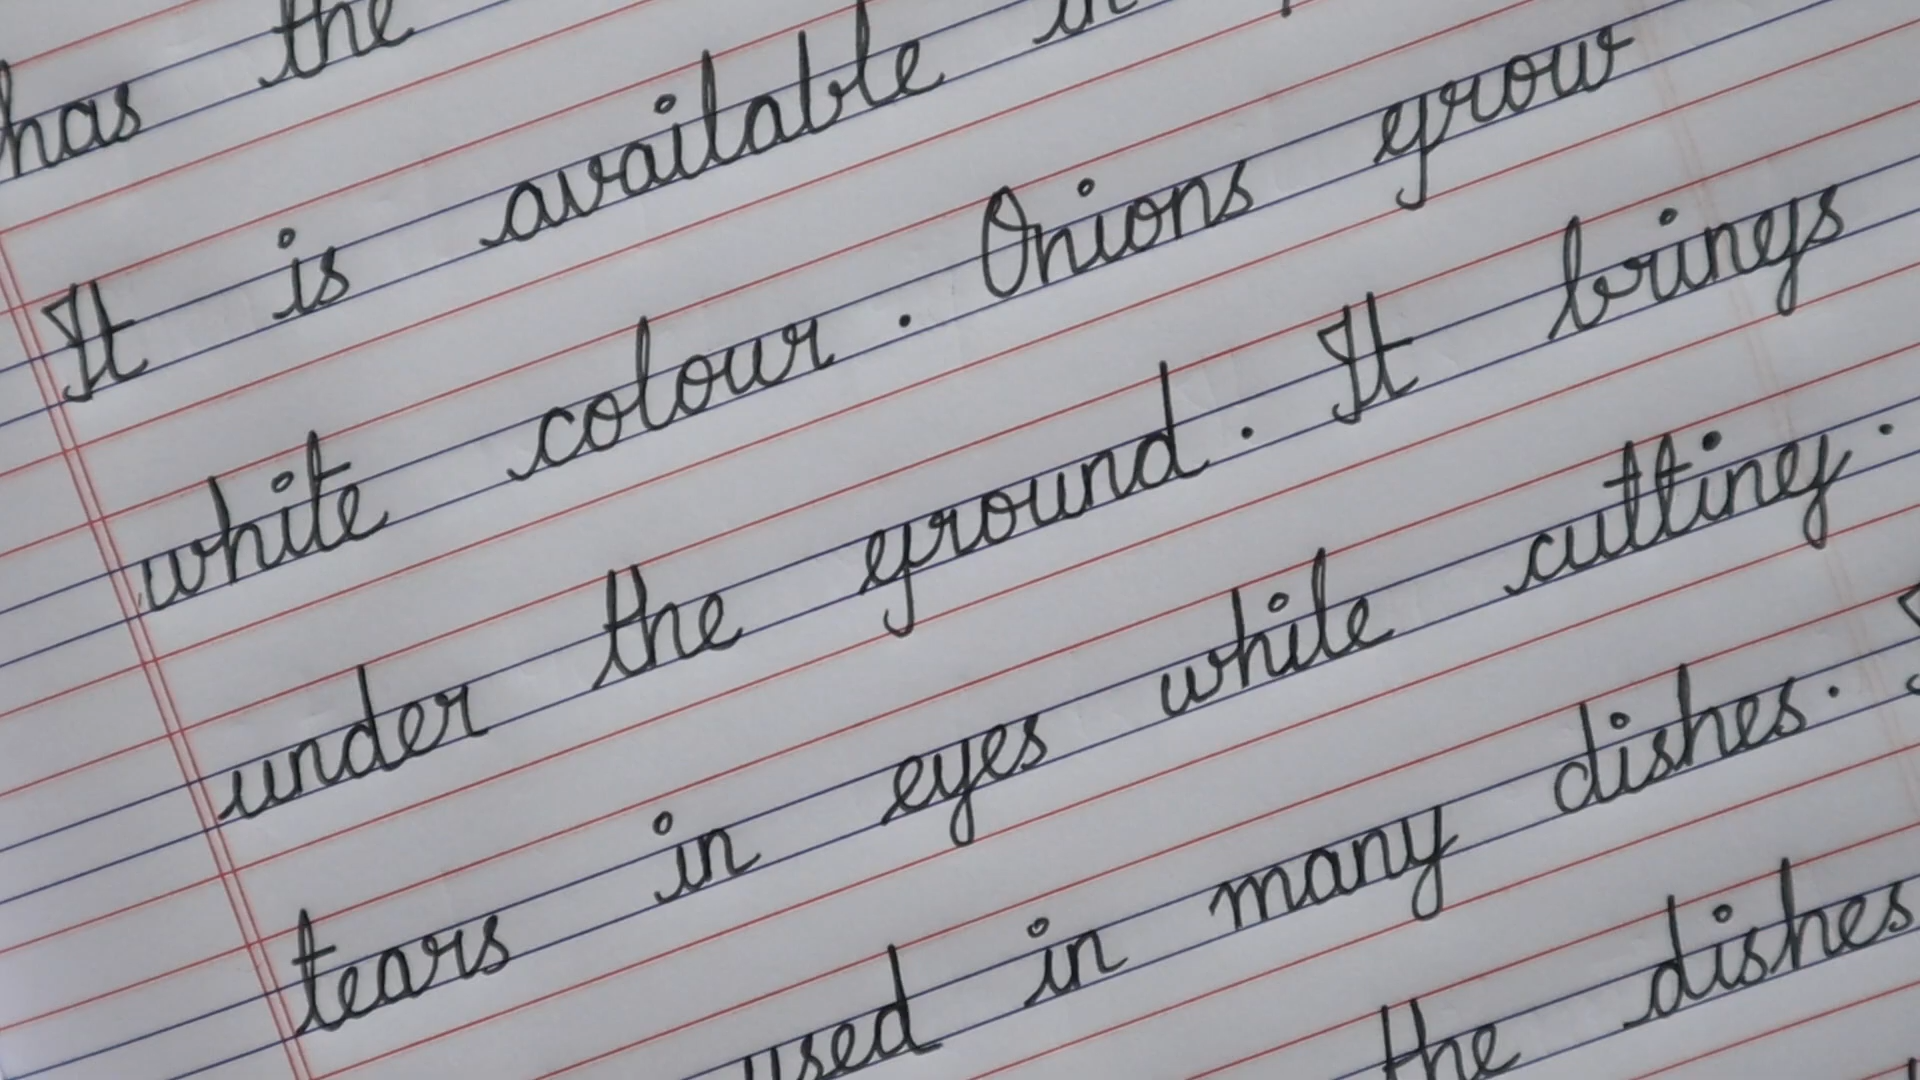 has the
It is available in
white colour. Onions grow
under the ground. It brings
tears in eyes while cutting.
used in many dishes.
the dishes